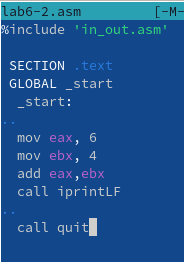 lab6-2.asm [-M-
%include 'in_out.asm'
SECTION .text
GLOBAL _start
_start:
..
mov eax, 6
mov ebx, 4
add eax,ebx
call iprintLF
..
call quit